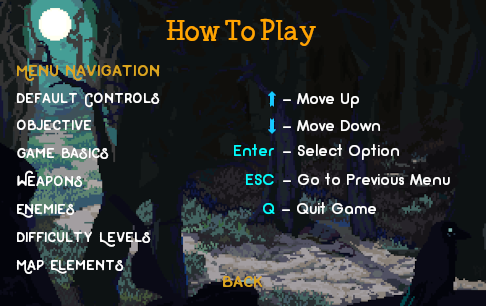 How To Play
MENU NAVIGATION
DEFAULT CONTROLS
OBJECTIVE
GAME BASICS
WEAPONS
ENEMIES
DIFFICULTY LEVELS
MAP ELEMENTS
⬆ – Move Up
⬇ – Move Down
Enter – Select Option
ESC – Go to Previous Menu
Q – Quit Game
BACK